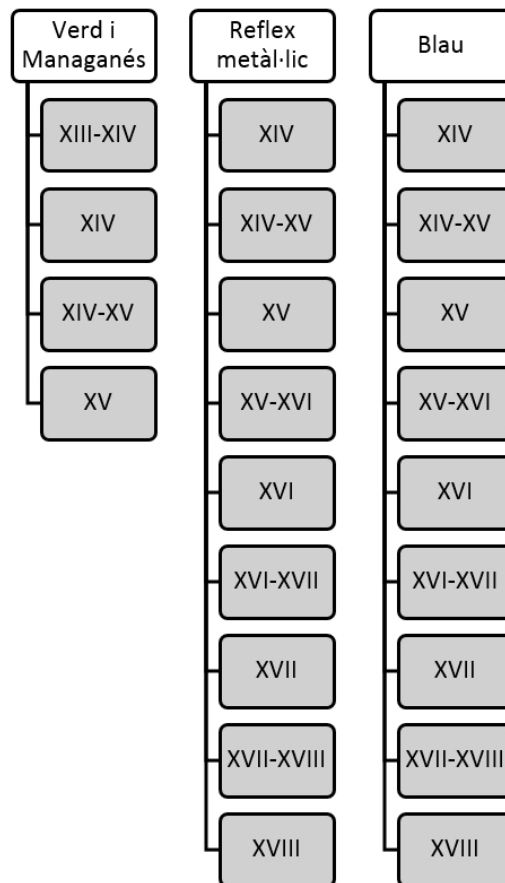 Verd i
Managanés
XIII-XIV
XIV
XIV-XV
XV
Reflex
metàl·lic
XIV
XIV-XV
XV
XV-XVI
XVI
XVI-XVII
XVII
XVII-XVIII
XVIII
Blau
XIV
XIV-XV
XV
XV-XVI
XVI
XVI-XVII
XVII
XVII-XVIII
XVIII